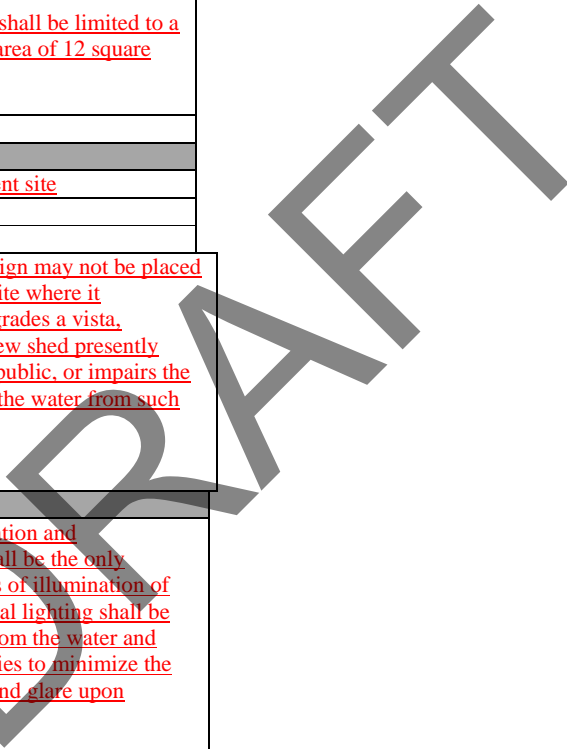 shall be limited to a
area of 12 square
nt site
ign may not be placed
ite where it
grades a vista,
ew shed presently
public, or impairs the
the water from such
ation and
all be the only
s of illumination of
al lighting shall be
om the water and
ies to minimize the
nd glare upon
DRAFT